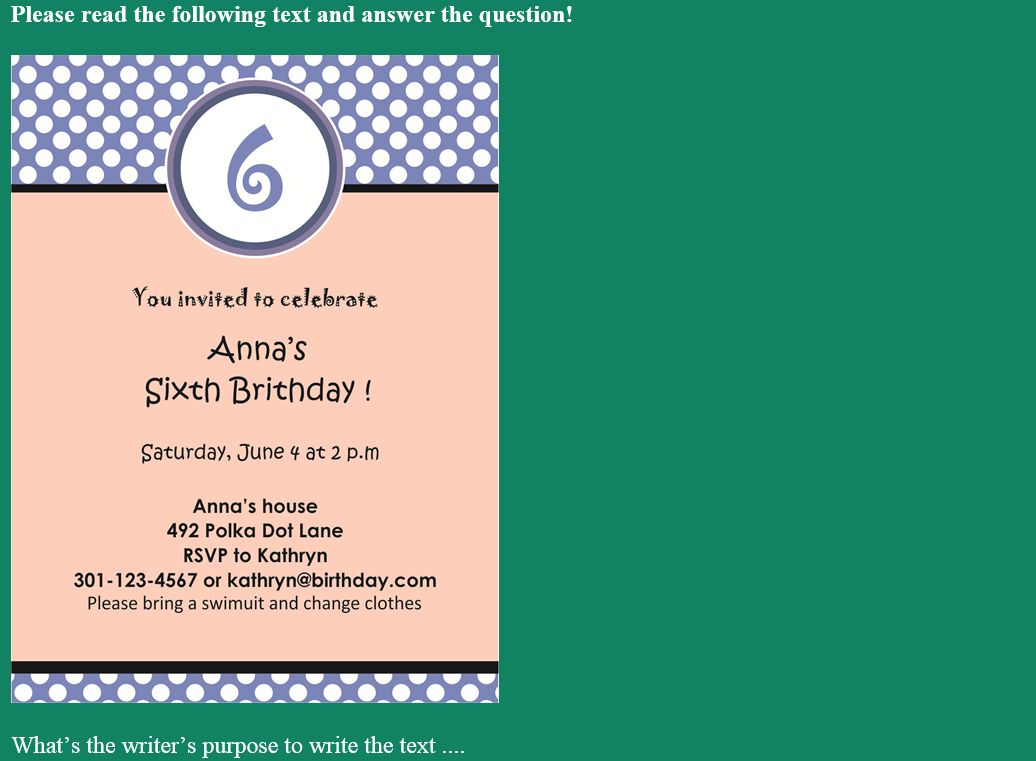 Please read the following text and answer the question!
6
You invited to celebrate
Anna’s
Sixth Brithday !
Saturday, June 4 at 2 p.m
Anna’s house
492 Polka Dot Lane
RSVP to Kathryn
301-123-4567 or kathryn@birthday.com
Please bring a swimuit and change clothes
What’s the writer’s purpose to write the text ....